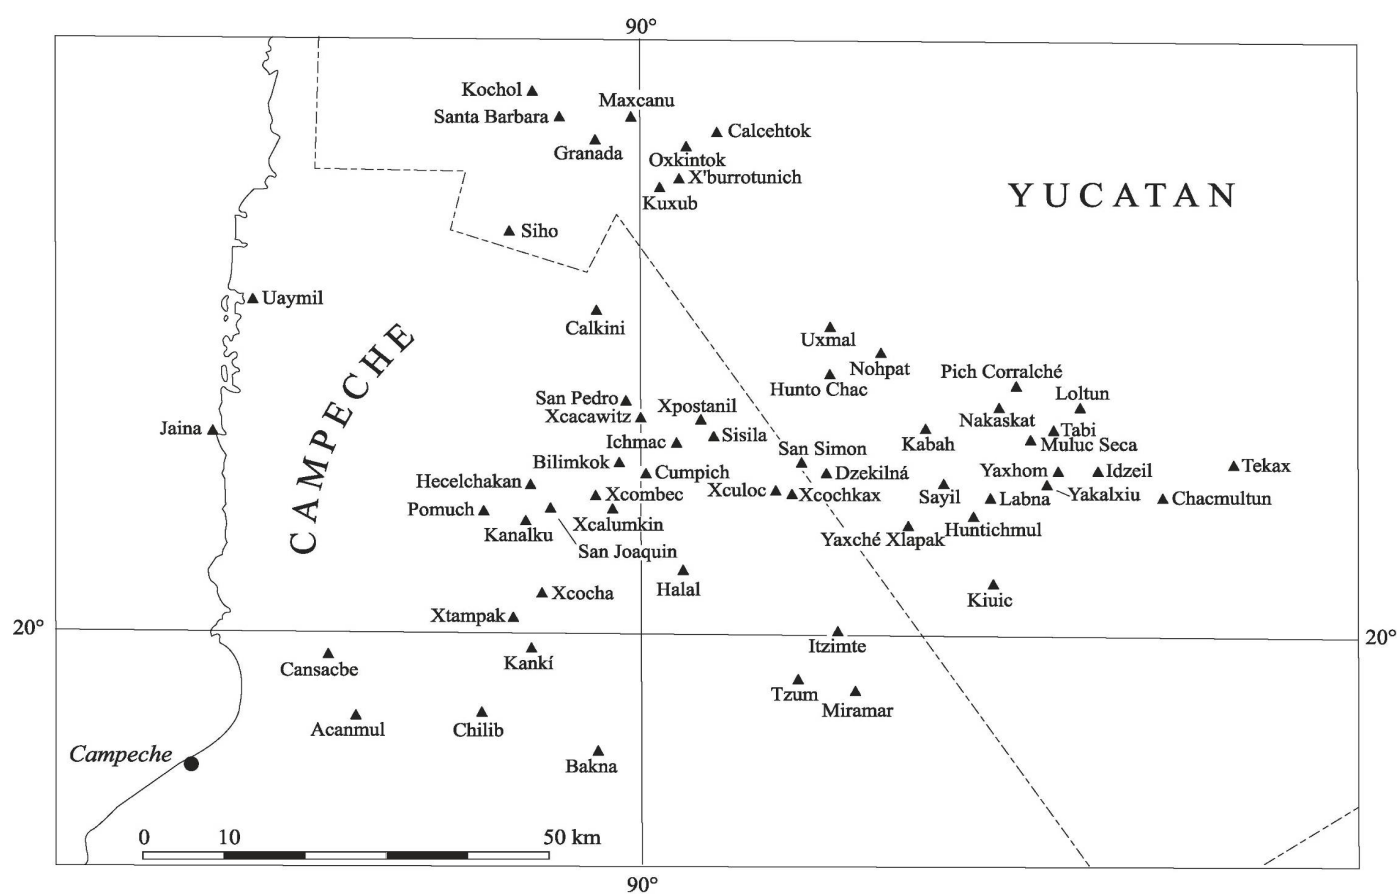 90°
Kochol
Maxcanu
Santa Barbara
Calcehtok
Granada
Oxkintok
X'burrotunich
Kuxub
YUCATAN
Siho
Uaymil
Calkini
CAMPECHE
Uxmal
Nohpat
Hunto Chac
Pich Corralché
San Pedro
Xpostanil
Loltun
Xcacawitz
Nakaskat
Jaina
Sisila
Tabi
Ichmac
Kabah
Muluc Seca
San Simon
Bilimkok
Cumpich
Dzekilná
Yaxhom
Idzeil
Tekax
Hecelchakan
Xculoc
Xcombec
Xcochkax
Sayil
Labna
Yakalxiu
Chacmultun
Pomuch
Xcalumkin
Kanalku
Yaxché Xlapak
Huntichmul
San Joaquin
Halal
Xcocha
Kiuic
Xtampak
20°
20°
Itzimte
Cansacbe
Kankí
Tzum
Miramar
Acanmul
Chilib
Campeche
Bakna
0 10 50 km
90°